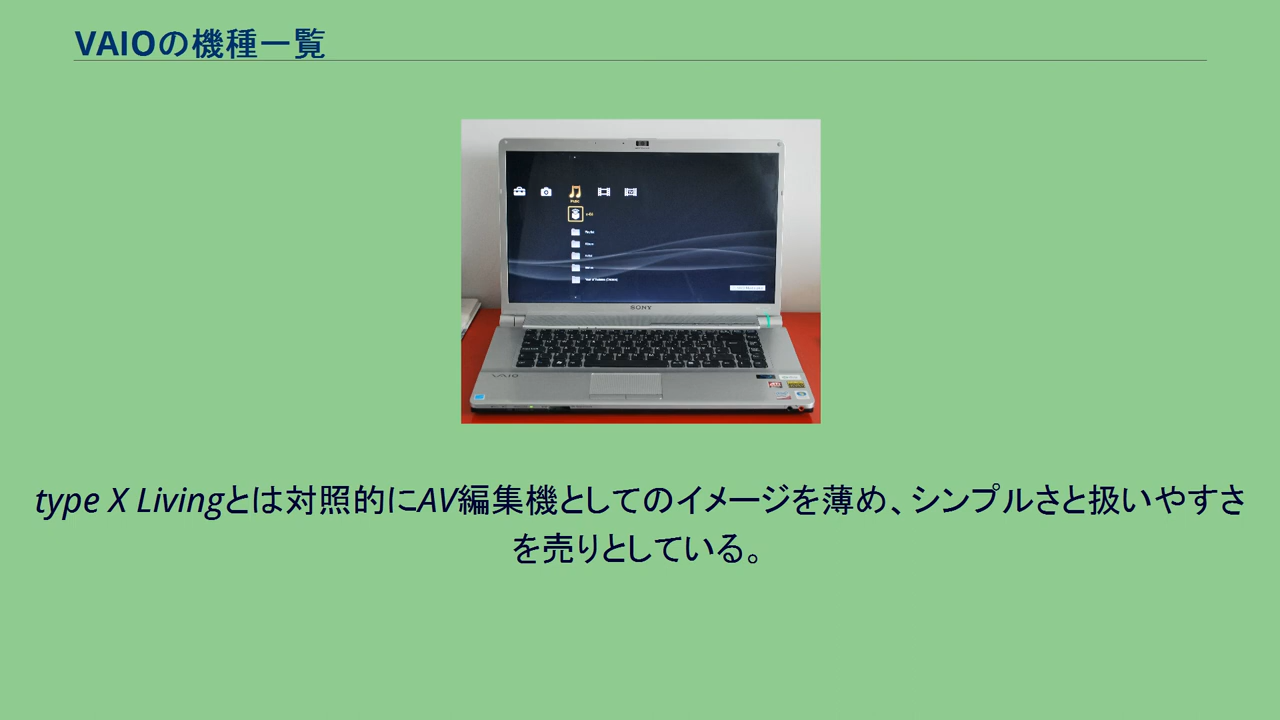 VAIOの機種一覧
Music
SONY
VAIO
type X Livingとは対照的にAV編集機としてのイメージを薄め、シンプルさと扱いやすさ
を売りとしている。